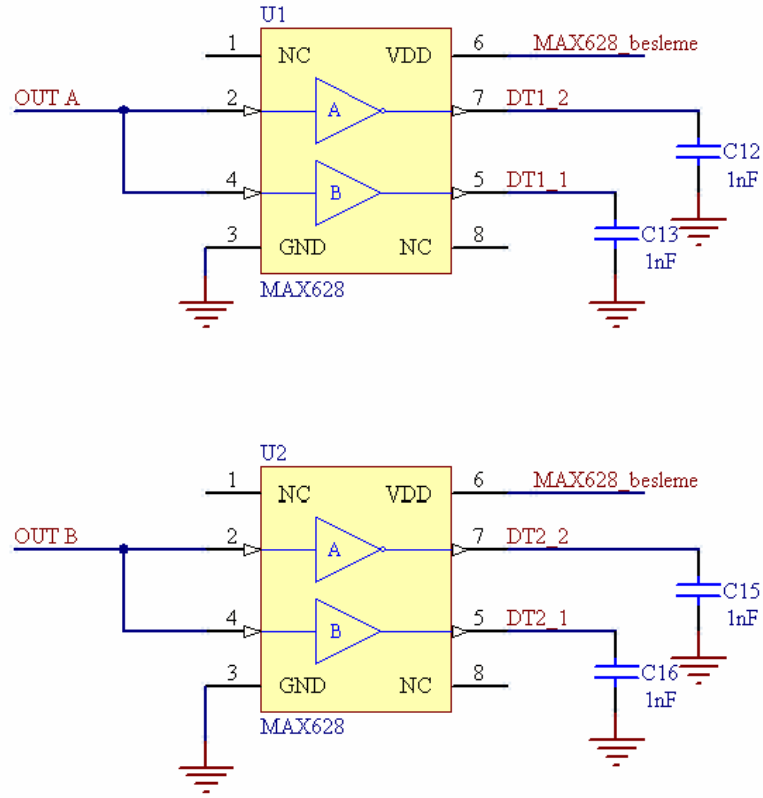 U1
1 NC VDD 6 MAX628_besleme
OUT A 2 A 7 DT1_2
C12
1nF
4 B 5 DT1_1
C13
1nF
3 GND NC 8
MAX628
U2
1 NC VDD 6 MAX628_besleme
OUT B 2 A 7 DT2_2
C15
1nF
4 B 5 DT2_1
C16
1nF
3 GND NC 8
MAX628